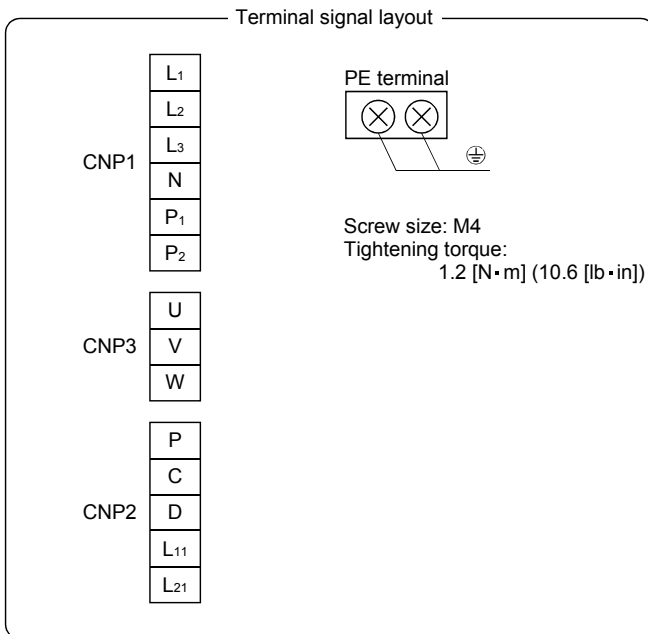 Terminal signal layout
CNP1
L1
L2
L3
N
P1
P2
CNP3
U
V
W
CNP2
P
C
D
L11
L21
PE terminal
Screw size: M4
Tightening torque:
1.2 [N▪m] (10.6 [lb▪in])